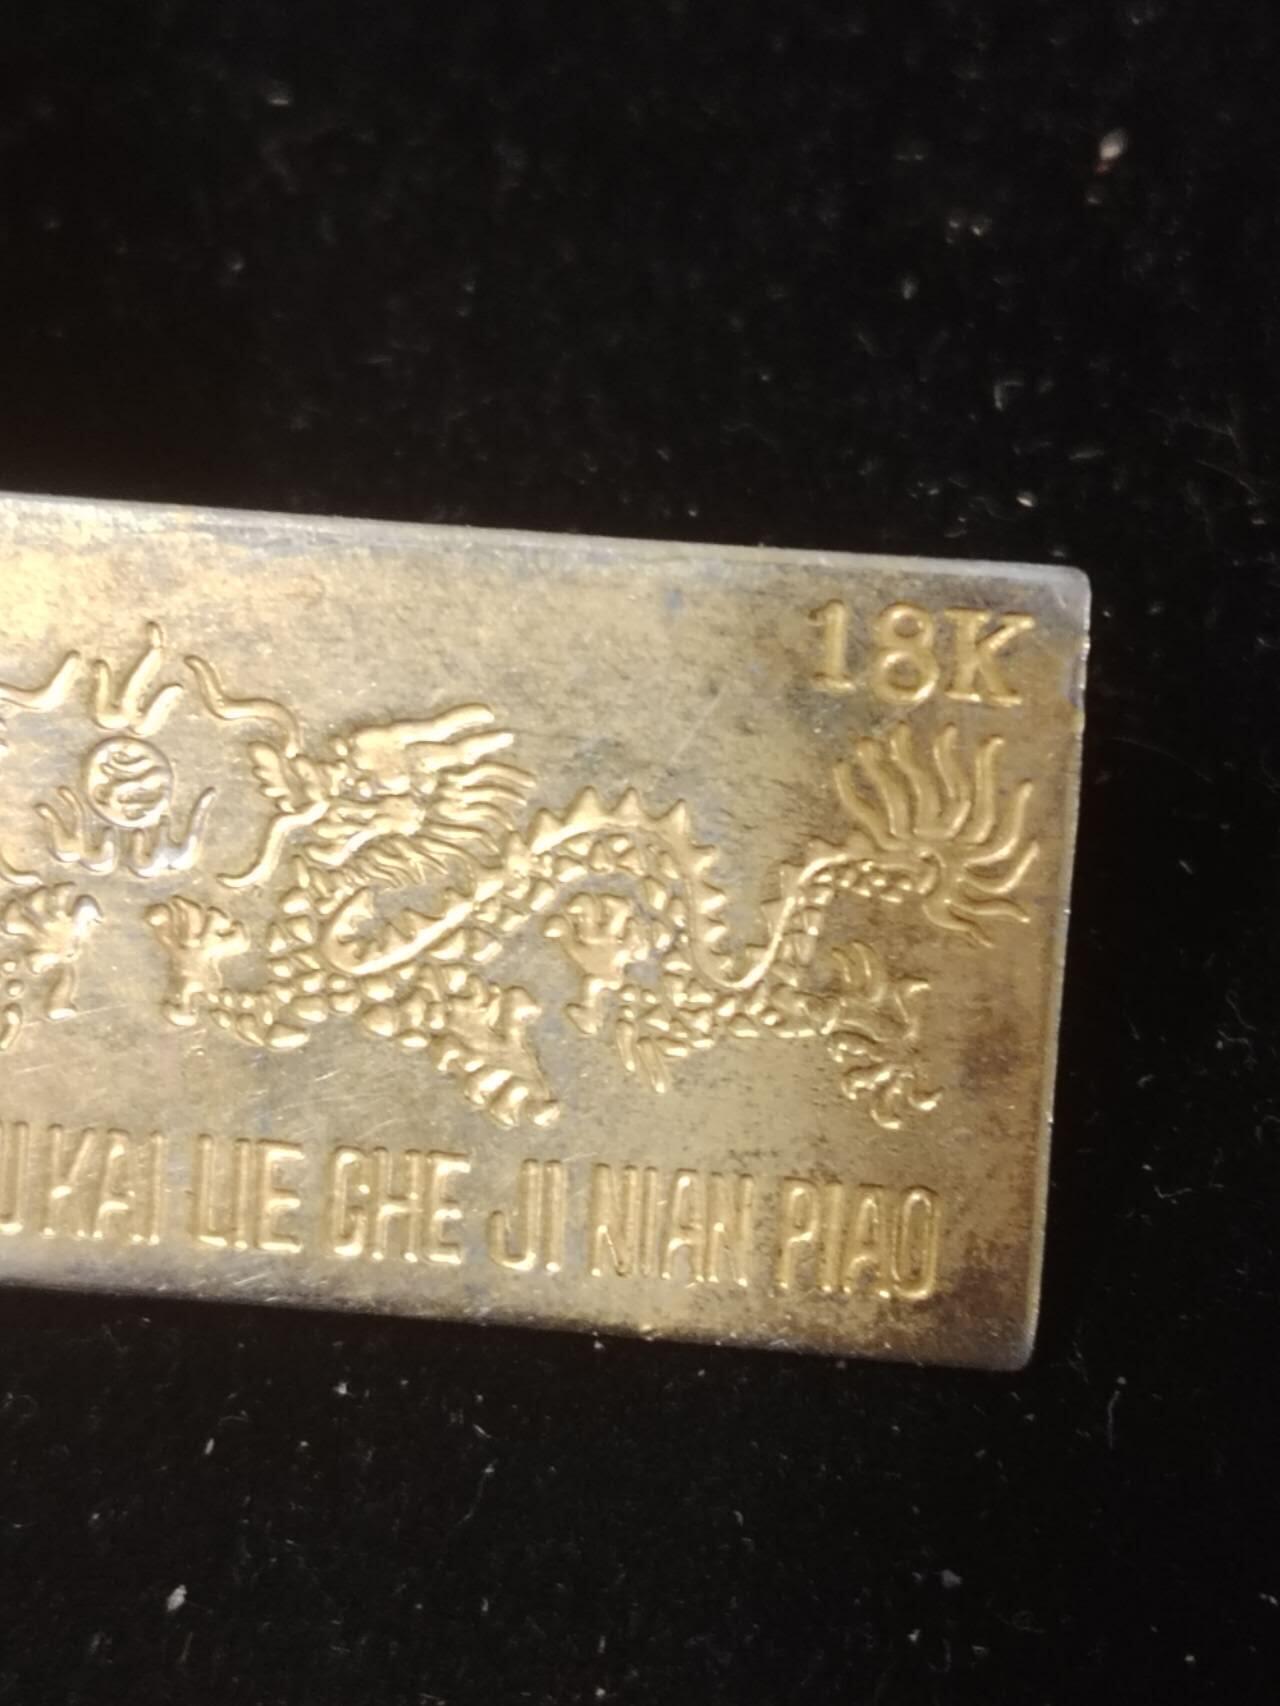 18K
KAI LIE CHE JI NIAN PIAO